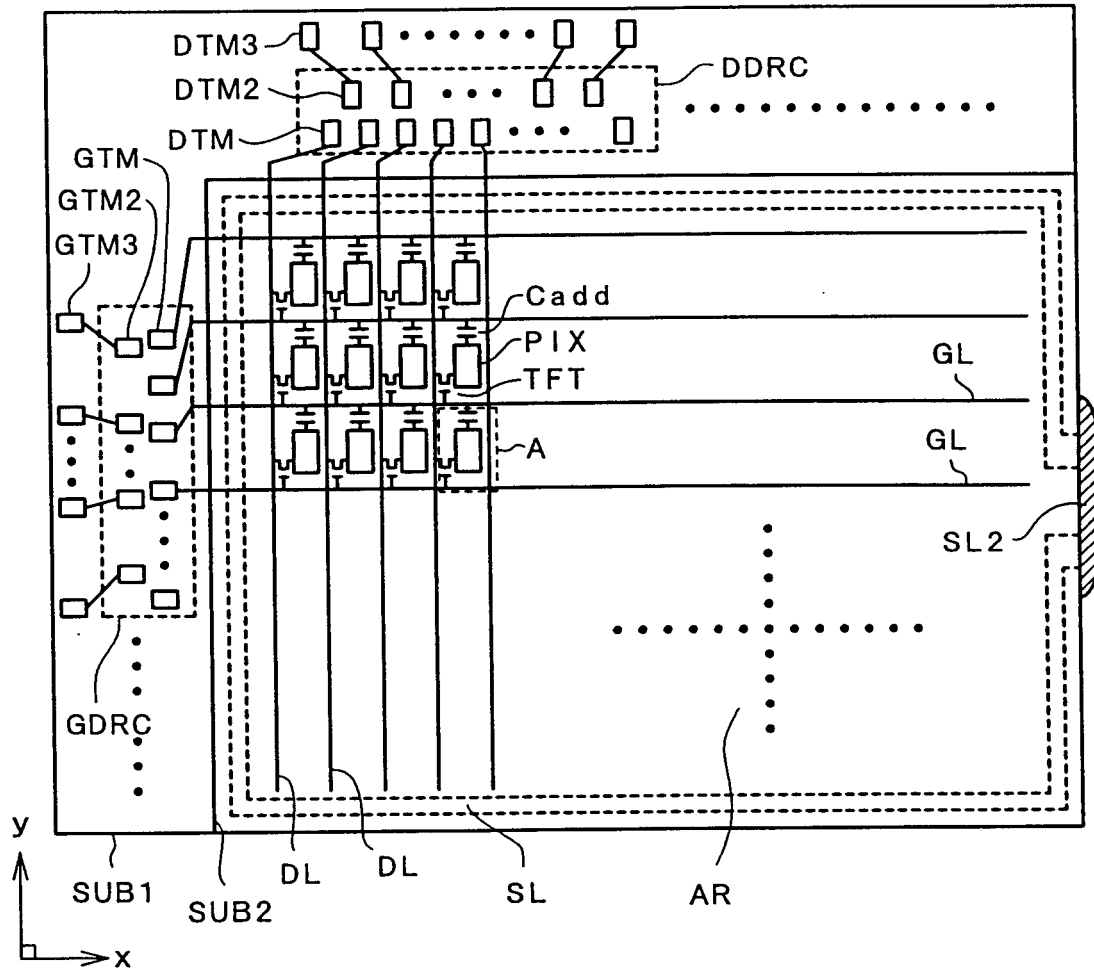 DTM3
DTM2
DDRC
DTM
GTM
GTM2
GTM3
Cadd
PIX
TFT
GL
A
GL
SL2
GDRC
y
SUB1
SUB2
DL
DL
SL
AR
x